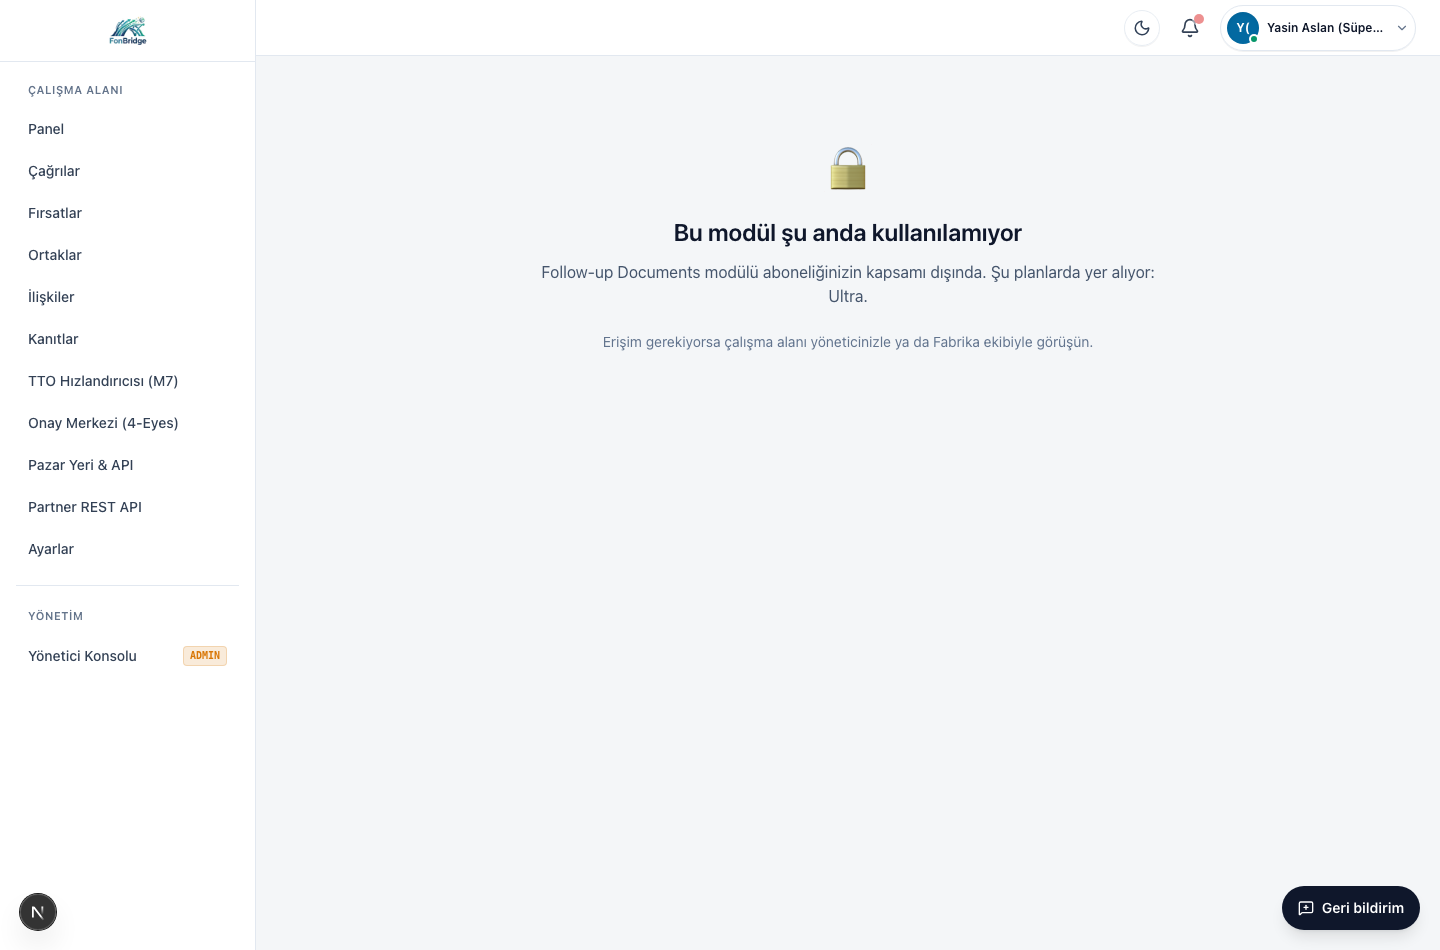 FonBridge
Y(
Yasin Aslan (Süpe...
ÇALIŞMA ALANI
Panel
Çağrılar
Fırsatlar
Ortaklar
İlişkiler
Kanıtlar
TTO Hızlandırıcısı (M7)
Onay Merkezi (4-Eyes)
Pazar Yeri & API
Partner REST API
Ayarlar
YÖNETİM
Yönetici Konsolu
ADMIN
Bu modül şu anda kullanılamıyor
Follow-up Documents modülü aboneliğinizin kapsamı dışında. Şu planlarda yer alıyor:
Ultra.
Erişim gerekiyorsa çalışma alanı yöneticinizle ya da Fabrika ekibiyle görüşün.
N
Geri bildirim